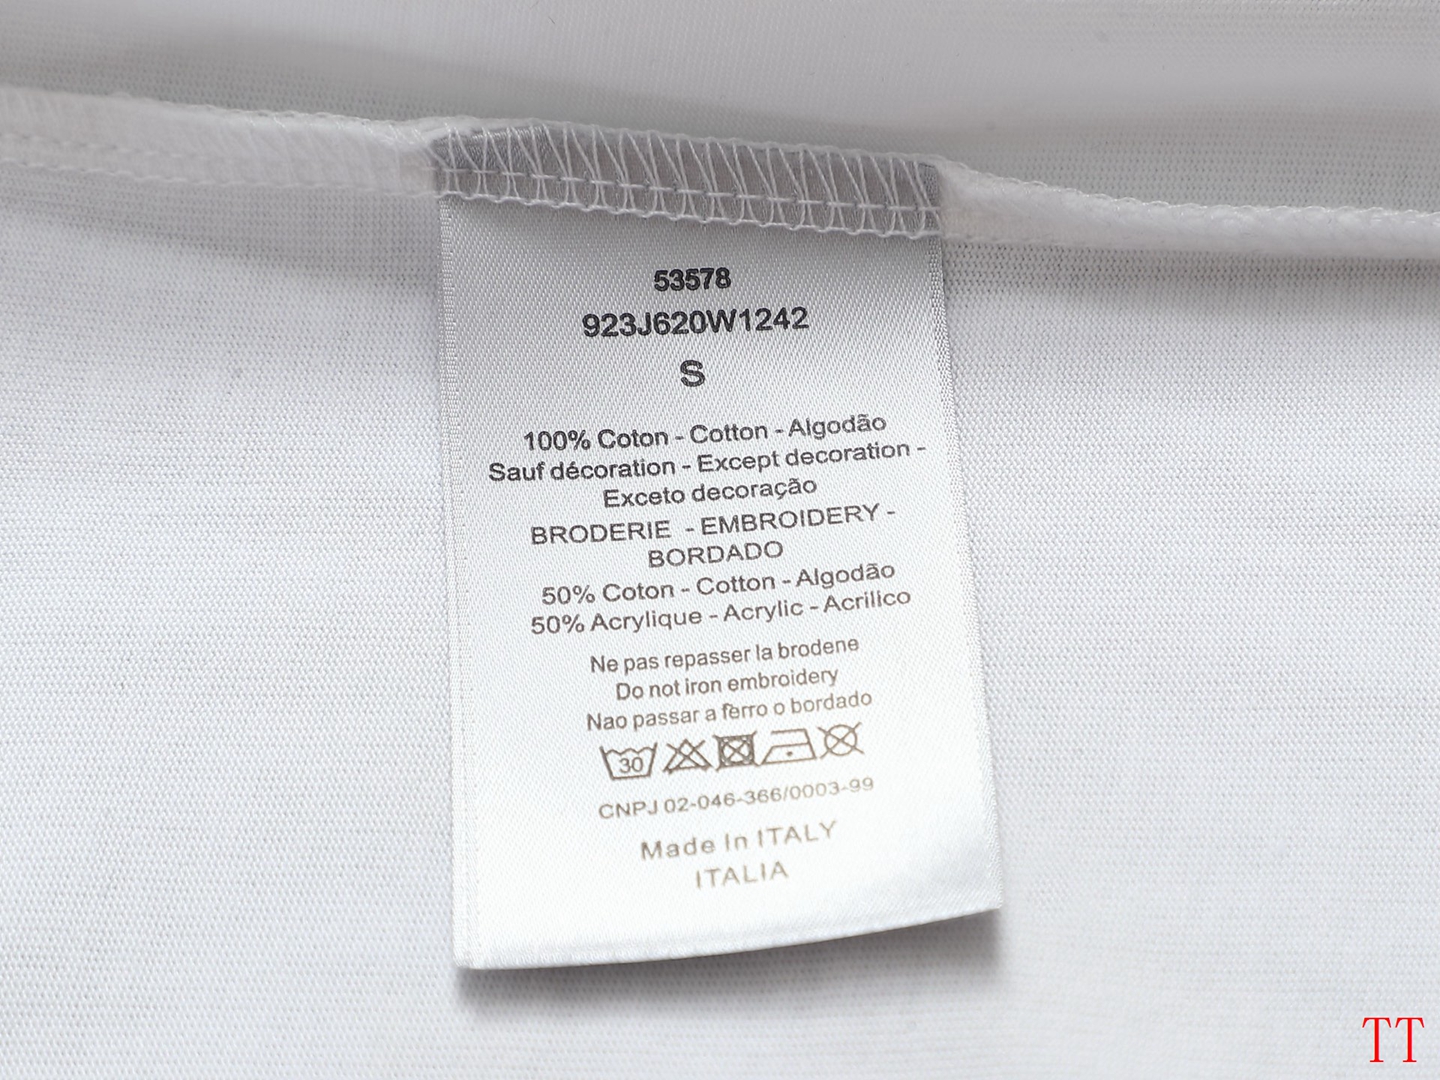 53578
923J620W1242
S
100% Coton - Cotton - Algodão
Sauf décoration - Except decoration -
Exceto decoração
BRODERIE - EMBROIDERY -
BORDADO
50% Coton - Cotton - Algodão
50% Acrylique - Acrylic - Acrilico
Ne pas repasser la brodene
Do not iron embroidery
Nao passar a ferro o bordado
30
CNPJ 02-046-366/0003-99
Made In ITALY
ITALIA
TT